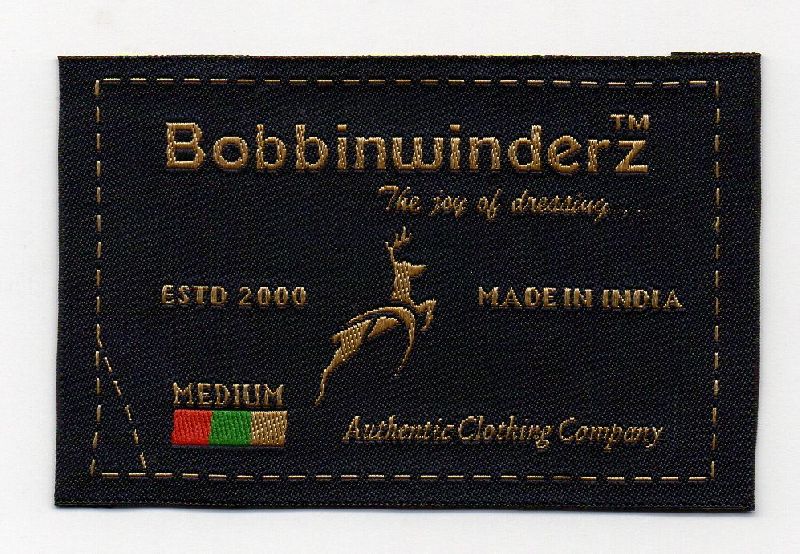 Bobbinwinderz™
The joy of dressing...
ESTD 2000
MADE IN INDIA
MEDIUM
Authentic Clothing Company